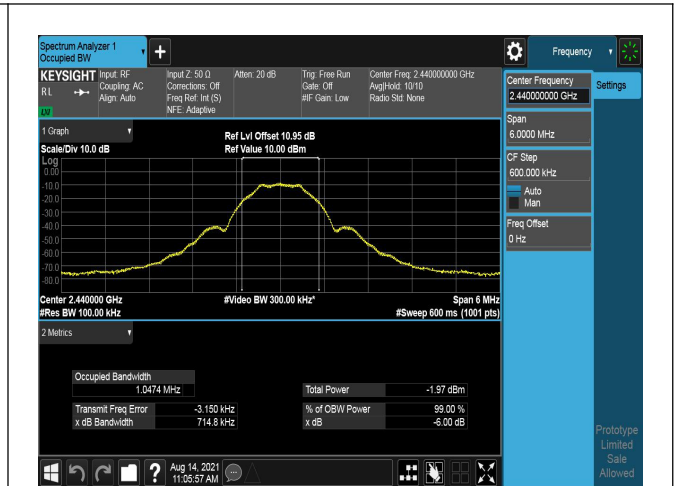 Spectrum Analyzer 1
Occupied BW
+
Frequency
KEYSIGHT
RL
LXI
Input: RF
Coupling: AC
Align: Auto
Input Z: 50 Ω
Corrections: Off
Freq Ref: Int (S)
NFE: Adaptive
Atten: 20 dB
Trig: Free Run
Gate: Off
#IF Gain: Low
Center Freq: 2.440000000 GHz
Avg|Hold: 10/10
Radio Std: None
Center Frequency
2.440000000 GHz
Settings
Span
6.0000 MHz
CF Step
600.000 kHz
Auto
Man
Freq Offset
0 Hz
1 Graph
Scale/Div 10.0 dB
Ref Lvl Offset 10.95 dB
Ref Value 10.00 dBm
Log
0.00
-10.0
-20.0
-30.0
-40.0
-50.0
-60.0
-70.0
-80.0
Center 2.440000 GHz
#Res BW 100.00 kHz
#Video BW 300.00 kHz*
Span 6 MHz
#Sweep 600 ms (1001 pts)
2 Metrics
Occupied Bandwidth
1.0474 MHz
Total Power -1.97 dBm
Transmit Freq Error -3.150 kHz
% of OBW Power 99.00 %
x dB Bandwidth 714.8 kHz
x dB -6.00 dB
Prototype
Limited
Sale
Allowed
?
Aug 14, 2021
11:05:57 AM